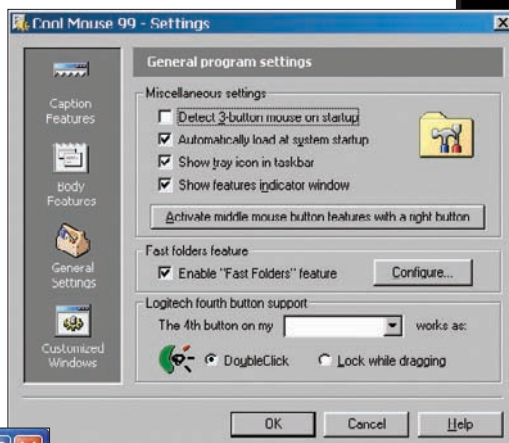 Cool Mouse 99 - Settings
Caption
Features
Body
Features
General
Settings
Customized
Windows
General program settings
Miscellaneous settings
Detect 3-button mouse on startup
Automatically load at system startup
Show tray icon in taskbar
Show features indicator window
Activate middle mouse button features with a right button
Fast folders feature
Enable "Fast Folders" feature
Configure...
Logitech fourth button support
The 4th button on my works as:
DoubleClick Lock while dragging
OK Cancel Help